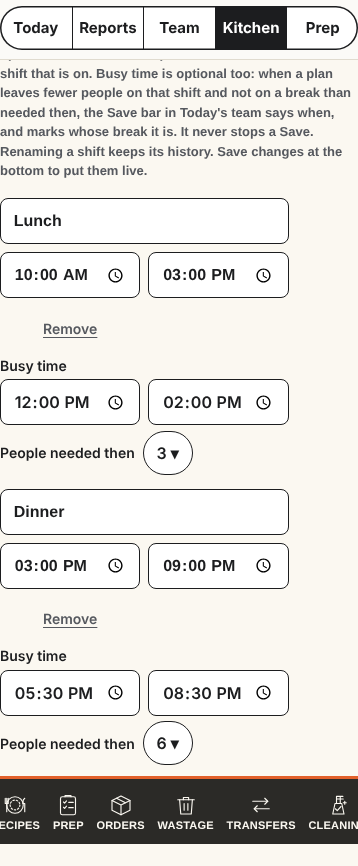 Today Reports Team Kitchen Prep
shift that is on. Busy time is optional too: when a plan
leaves fewer people on that shift and not on a break than
needed then, the Save bar in Today's team says when,
and marks whose break it is. It never stops a Save.
Renaming a shift keeps its history. Save changes at the
bottom to put them live.
Lunch
10:00 AM 03:00 PM
Remove
Busy time
12:00 PM 02:00 PM
People needed then 3 ▾
Dinner
03:00 PM 09:00 PM
Remove
Busy time
05:30 PM 08:30 PM
People needed then 6 ▾
ECIPES PREP ORDERS WASTAGE TRANSFERS CLEANIN